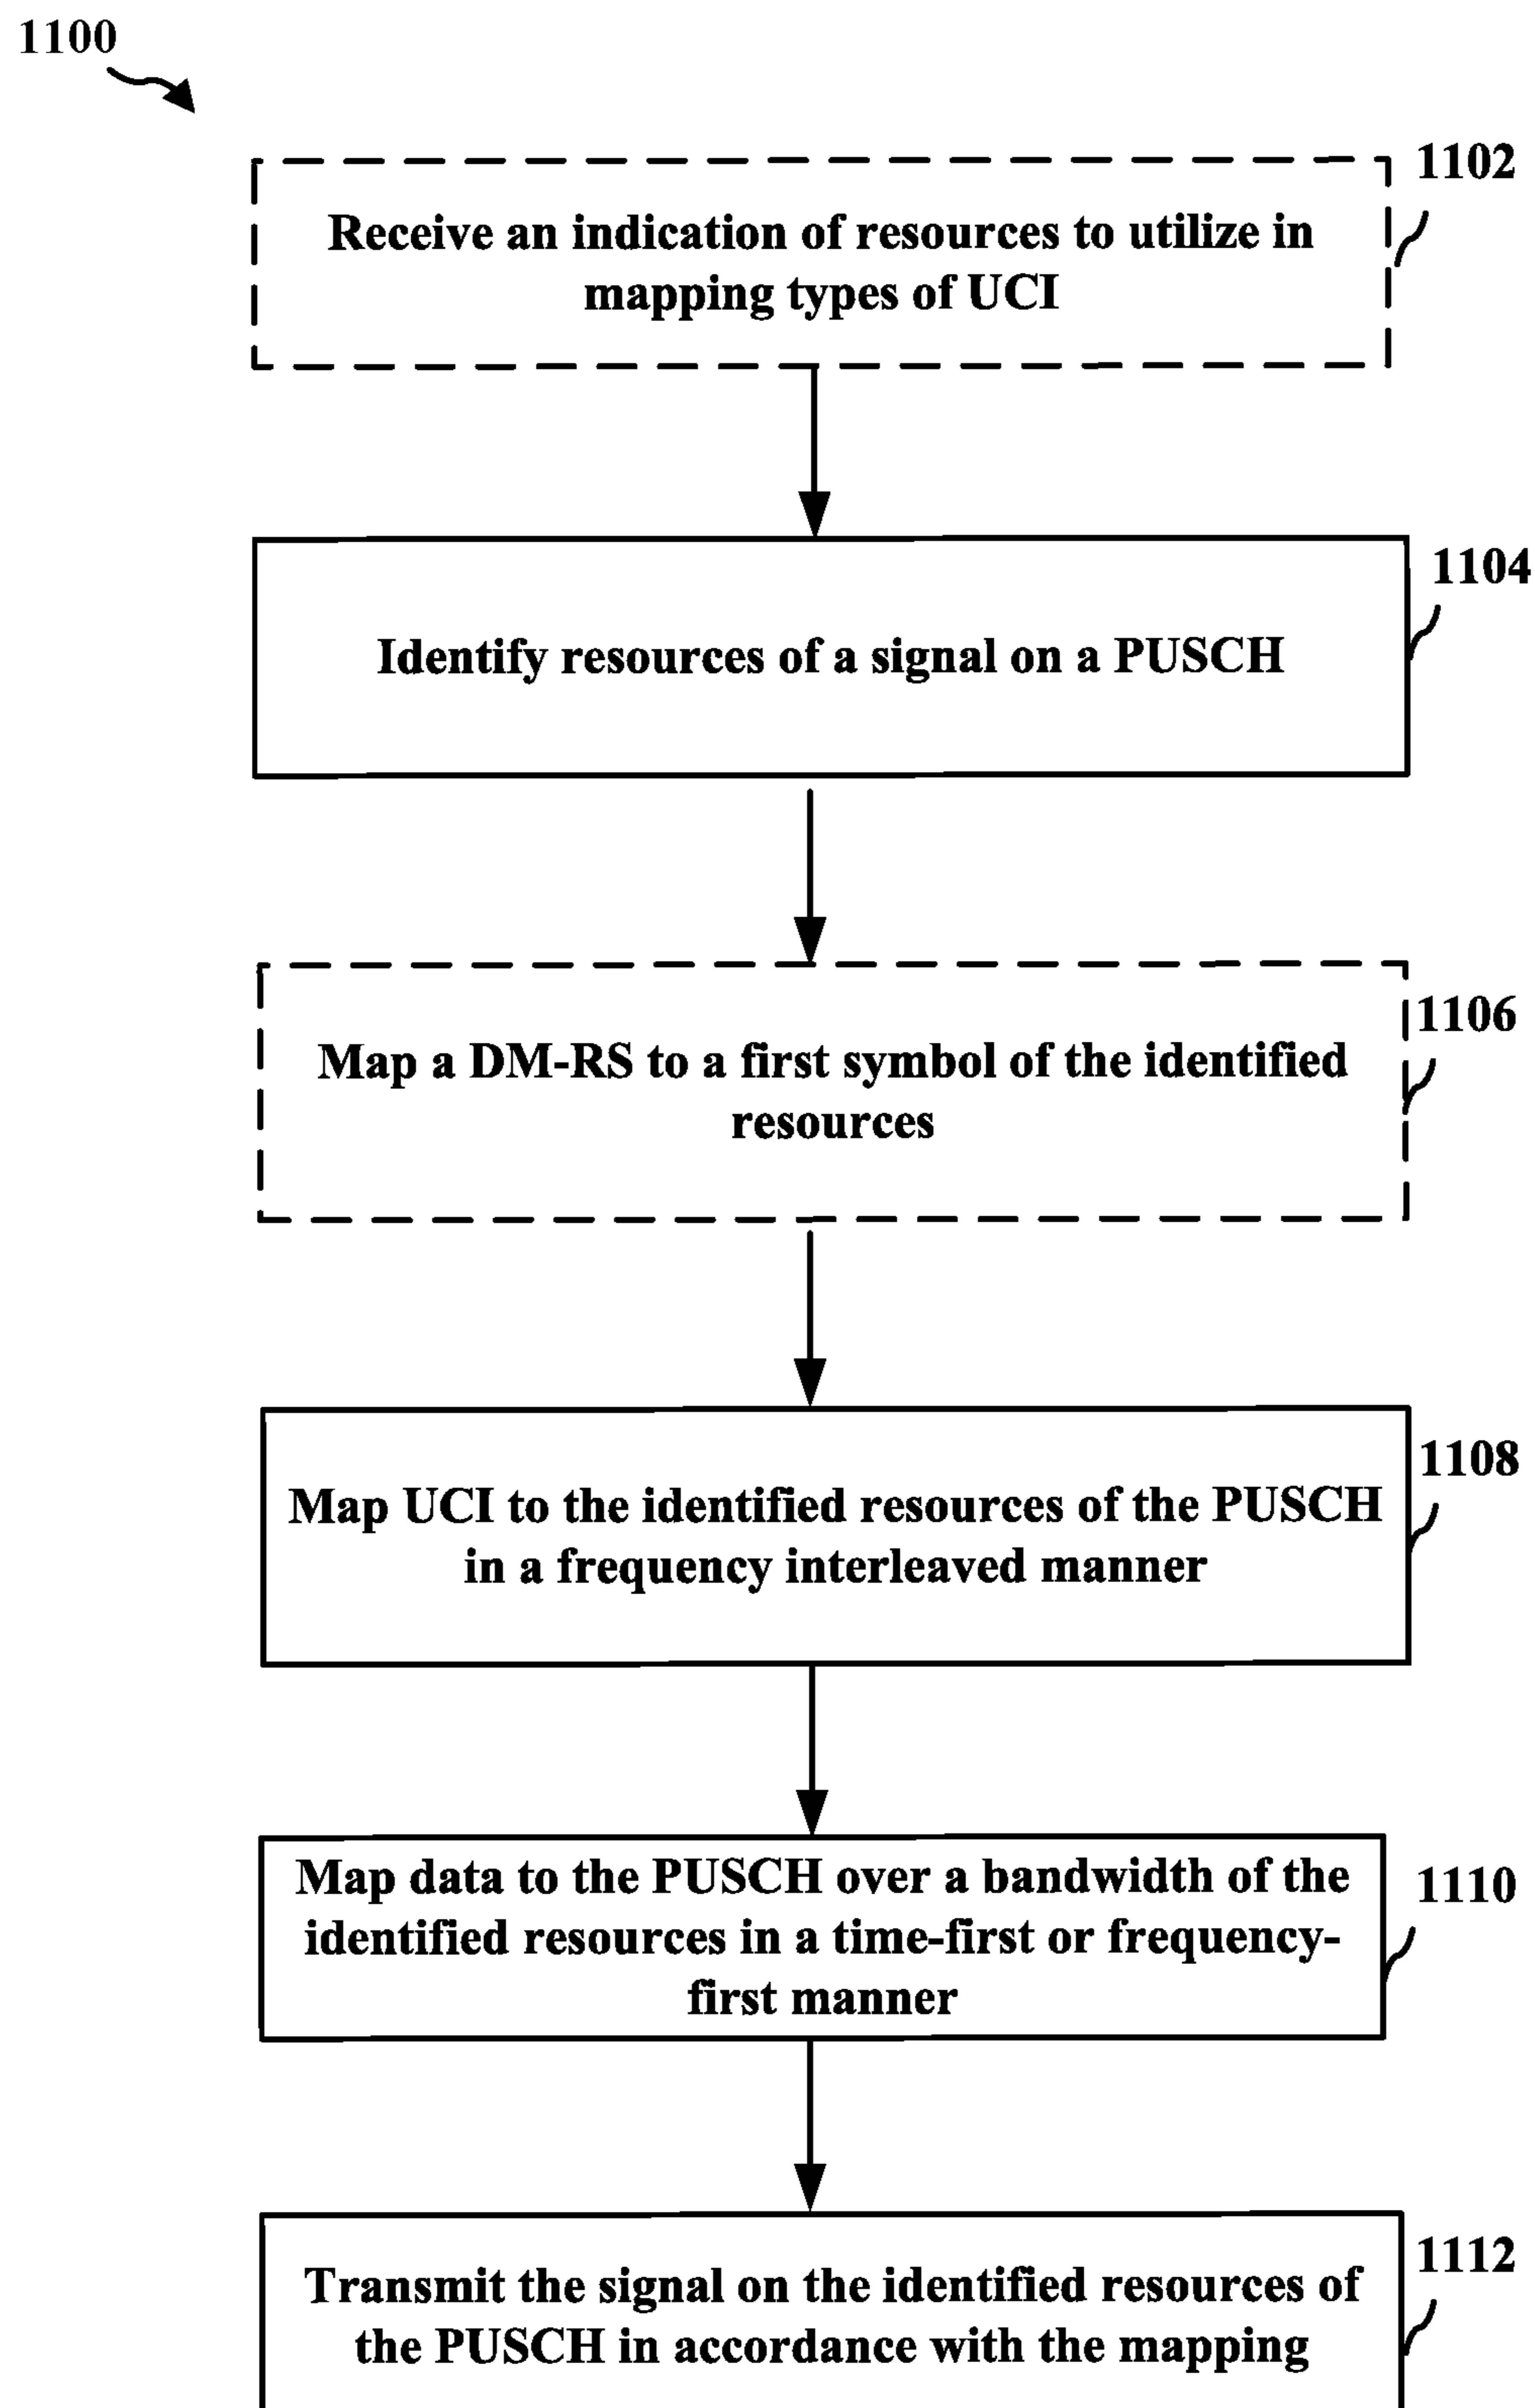 1100
1102
Receive an indication of resources to utilize in
mapping types of UCI
1104
Identify resources of a signal on a PUSCH
1106
Map a DM-RS to a first symbol of the identified
resources
1108
Map UCI to the identified resources of the PUSCH
in a frequency interleaved manner
1110
Map data to the PUSCH over a bandwidth of the
identified resources in a time-first or frequency-
first manner
1112
Transmit the signal on the identified resources of
the PUSCH in accordance with the mapping